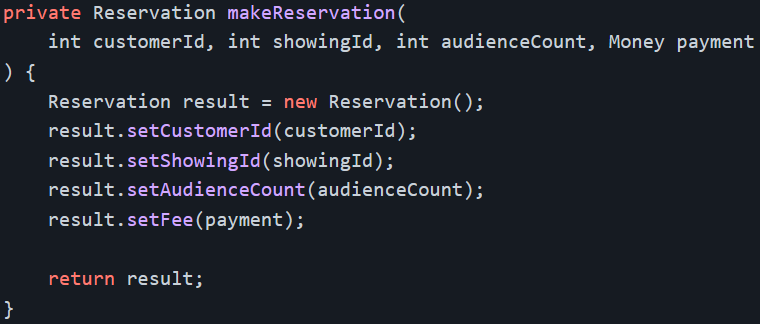 private Reservation makeReservation(
    int customerId, int showingId, int audienceCount, Money payment
) {
    Reservation result = new Reservation();
    result.setCustomerId(customerId);
    result.setShowingId(showingId);
    result.setAudienceCount(audienceCount);
    result.setFee(payment);

    return result;
}